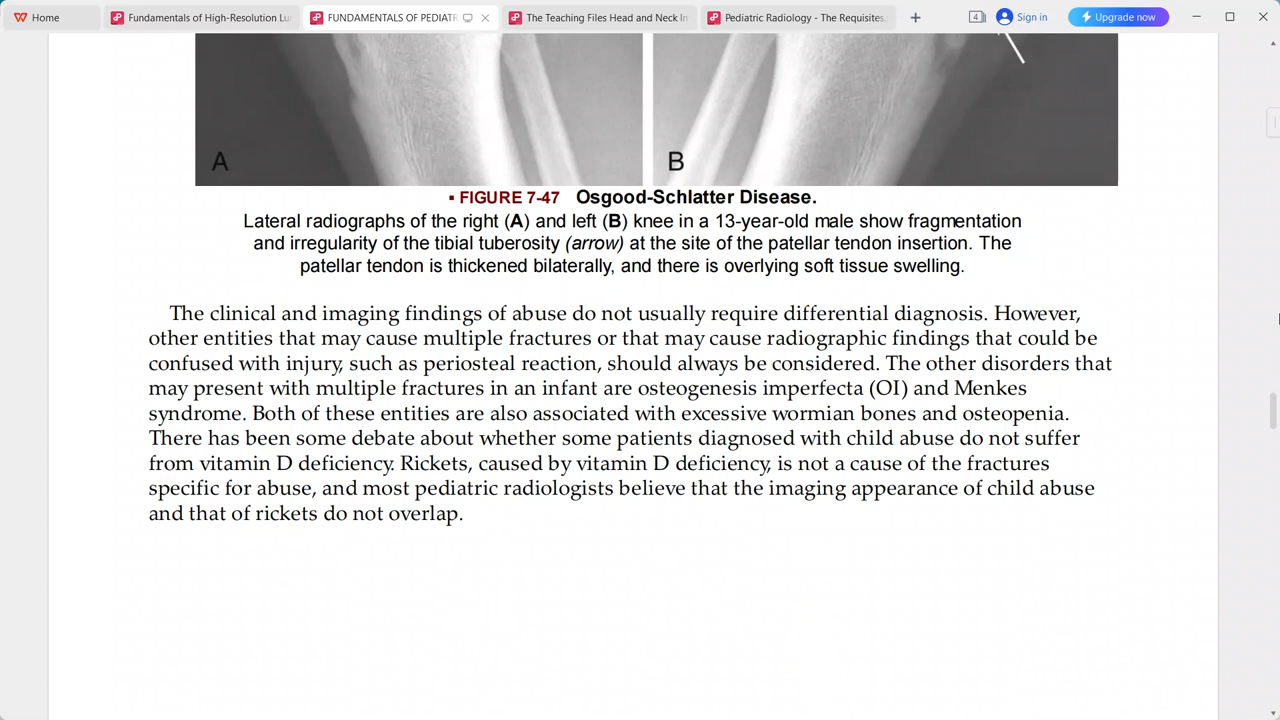 Home
Fundamentals of High-Resolution Lu
FUNDAMENTALS OF PEDIATR
The Teaching Files Head and Neck Im
Pediatric Radiology - The Requisites.
4
Sign in
Upgrade now
A
B
▪ FIGURE 7-47 Osgood-Schlatter Disease.
Lateral radiographs of the right (A) and left (B) knee in a 13-year-old male show fragmentation
and irregularity of the tibial tuberosity (arrow) at the site of the patellar tendon insertion. The
patellar tendon is thickened bilaterally, and there is overlying soft tissue swelling.
The clinical and imaging findings of abuse do not usually require differential diagnosis. However,
other entities that may cause multiple fractures or that may cause radiographic findings that could be
confused with injury, such as periosteal reaction, should always be considered. The other disorders that
may present with multiple fractures in an infant are osteogenesis imperfecta (OI) and Menkes
syndrome. Both of these entities are also associated with excessive wormian bones and osteopenia.
There has been some debate about whether some patients diagnosed with child abuse do not suffer
from vitamin D deficiency. Rickets, caused by vitamin D deficiency, is not a cause of the fractures
specific for abuse, and most pediatric radiologists believe that the imaging appearance of child abuse
and that of rickets do not overlap.